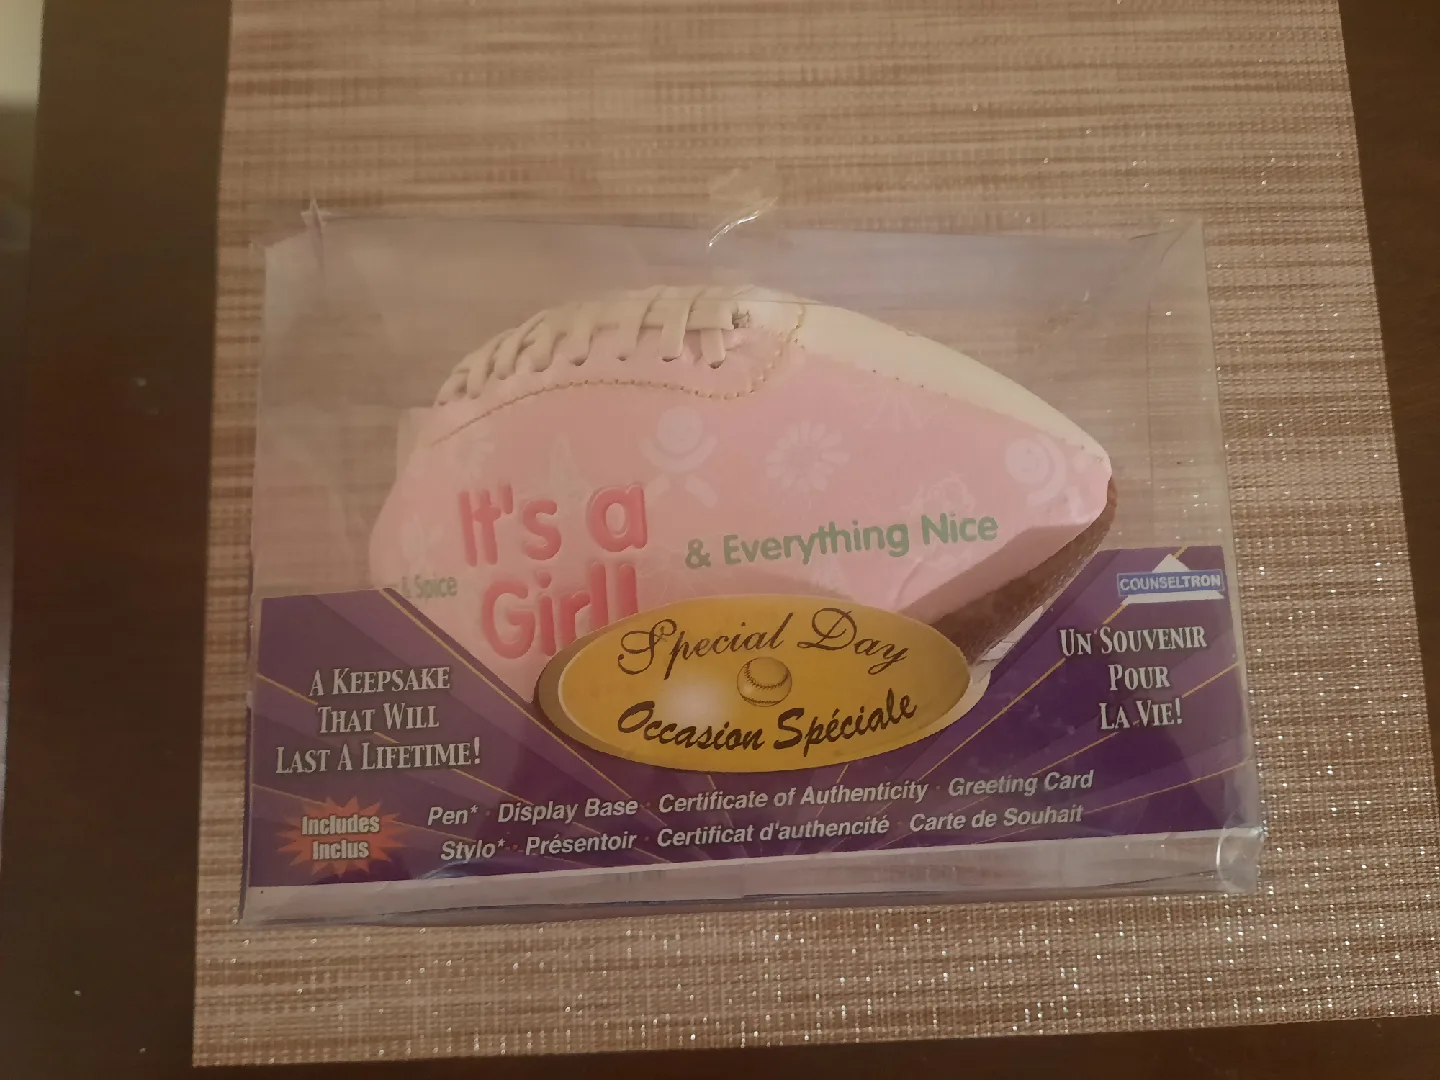 It's a
Girl!
Spice
& Everything Nice
COUNSELTRON
Special Day
Occasion Spéciale
A KEEPSAKE
THAT WILL
LAST A LIFETIME!
UN SOUVENIR
POUR
LA VIE!
Includes
Inclus
Pen* · Display Base · Certificate of Authenticity · Greeting Card
Stylo* · Présentoir · Certificat d'authencité · Carte de Souhait